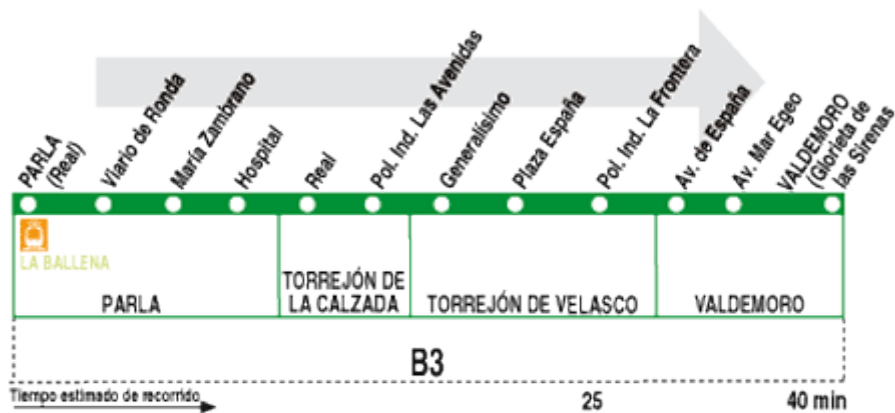 PARLA
(Real)
Viario de Ronda
María Zambrano
Hospital
Real
Pol. Ind. Las Avenidas
Generalísimo
Plaza España
Pol. Ind. La Frontera
Av. de España
Av. Mar Egeo
VALDEMORO
(Glorieta de
las Sirenas
LA BALLENA
PARLA
TORREJÓN DE
LA CALZADA
TORREJÓN DE VELASCO
VALDEMORO
B3
Tiempo estimado de recorrido
25
40 min